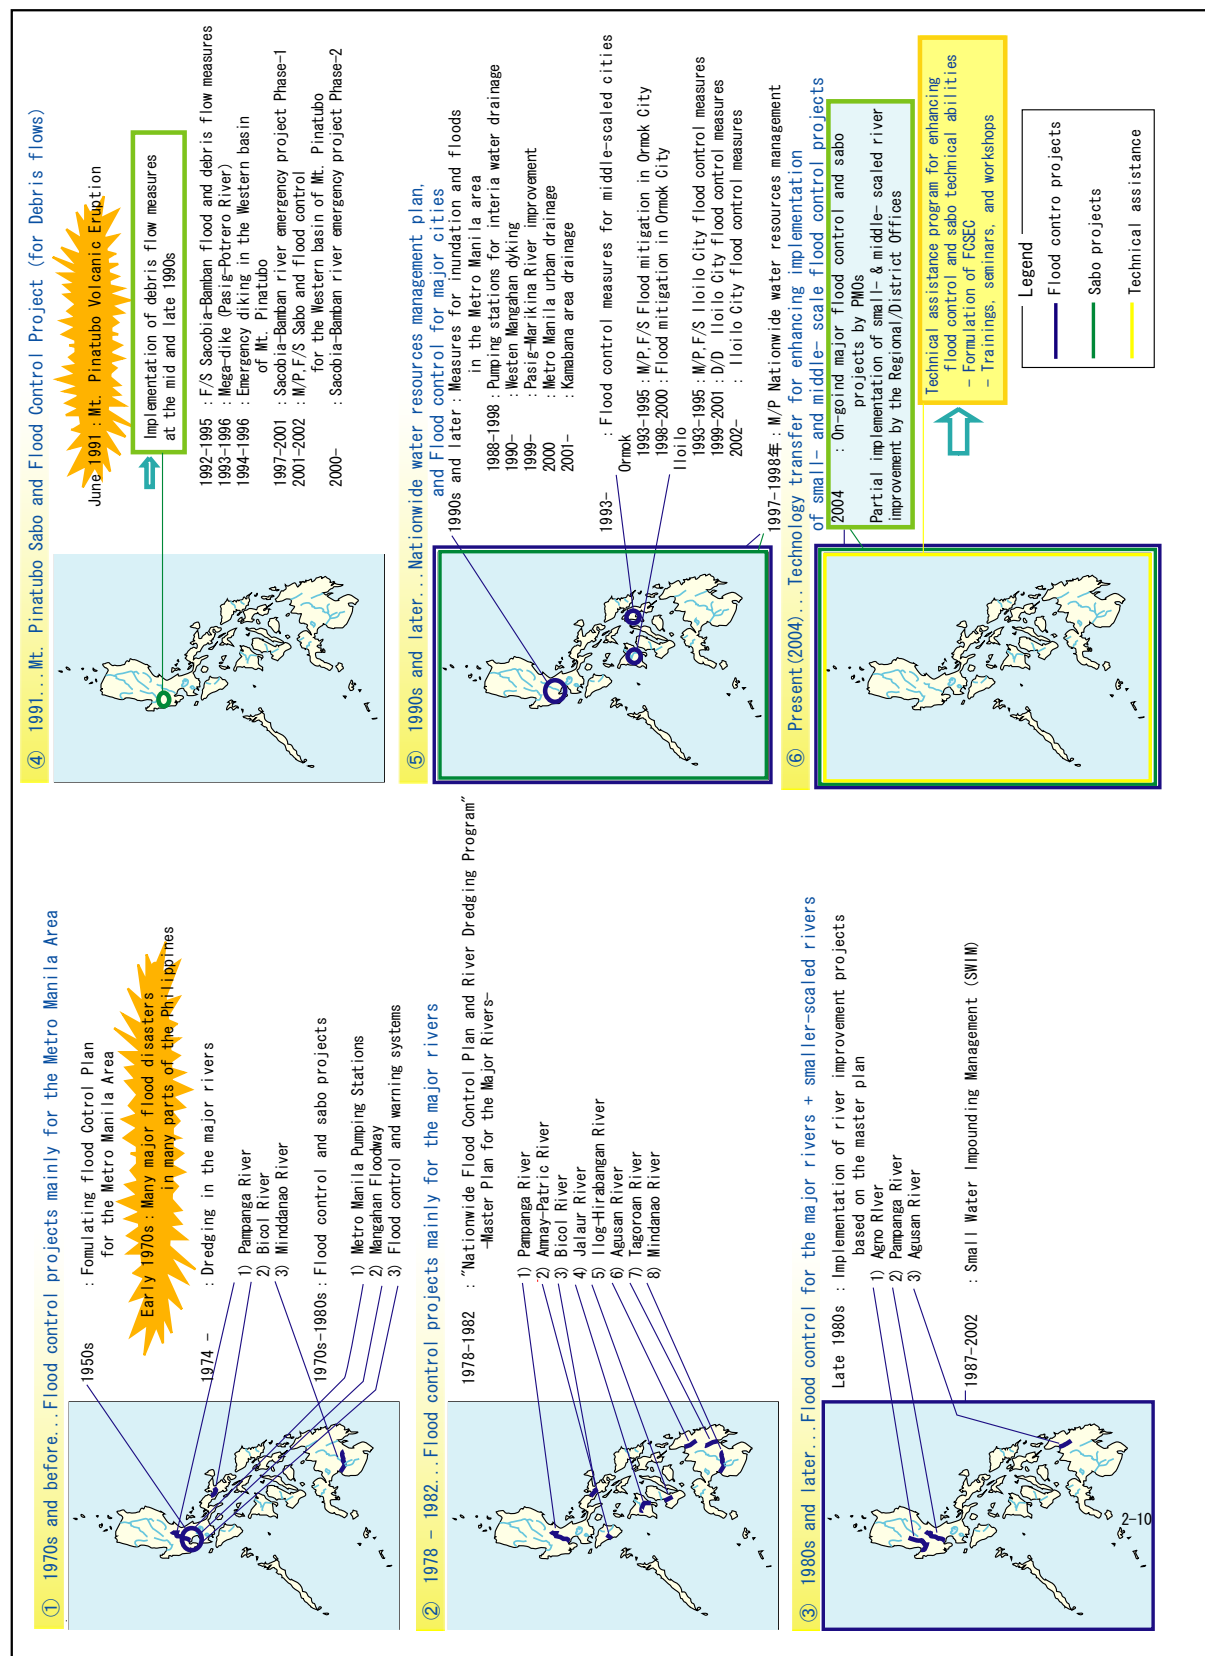 ① 1970s and before...Flood control projects mainly for the Metro Manila Area
1950s : Fomulating flood Cotrol Plan
for the Metro Manila Area
Early 1970s : Many major flood disasters
in many parts of the Philippines
1974 - : Dredging in the major rivers
1) Pampanga River
2) Bicol River
3) Minddanao River
1970s-1980s : Flood control and sabo projects
1) Metro Manila Pumping Stations
2) Mangahan Floodway
3) Flood control and warning systems
② 1978 - 1982...Flood control projects mainly for the major rivers
1978-1982 : "Nationwide Flood Control Plan and River Dredging Program"
-Master Plan for the Major Rivers-
1) Pampanga River
2) Amnay-Patric River
3) Bicol River
4) Jalaur River
5) Ilog-Hirabangan River
6) Agusan River
7) Tagoroan River
8) Mindanao River
③ 1980s and later...Flood control for the major rivers + smaller-scaled rivers
Late 1980s : Implementation of river improvement projects
based on the master plan
1) Agno River
2) Pampanga River
3) Agusan River
1987-2002 : Small Water Impounding Management (SWIM)
2-10
④ 1991...Mt. Pinatubo Sabo and Flood Control Project (for Debris flows)
June 1991 : Mt. Pinatubo Volcanic Eruption
Implementation of debris flow measures
at the mid and late 1990s
1992-1995 : F/S Sacobia-Bamban flood and debris flow measures
1993-1996 : Mega-dike (Pasig-Potrero River)
1994-1996 : Emergency diking in the Western basin
of Mt. Pinatubo
1997-2001 : Sacobia-Bamban river emergency project Phase-1
2001-2002 : M/P,F/S Sabo and flood control
for the Western basin of Mt. Pinatubo
2000- : Sacobia-Bamban river emergency project Phase-2
⑤ 1990s and later...Nationwide water resources management plan,
and Flood control for major cities
1990s and later : Measures for inundation and floods
in the Metro Manila area
1988-1998 : Pumping stations for interia water drainage
1990- : Westen Mangahan dyking
1999- : Pasig-Marikina River improvement
2000 : Metro Manila urban drainage
2001- : Kamabana area drainage
1993- : Flood control measures for middle-scaled cities
Ormok
1993-1995 : M/P,F/S Flood mitigation in Ormok City
1998-2000 : Flood mitigation in Ormok City
Iloilo
1993-1995 : M/P,F/S Iloilo City flood control measures
1999-2001 : D/D Iloilo City flood control measures
2002- : Iloilo City flood control measures
1997-1998年 : M/P Nationwide water resources management
⑥ Present(2004)...Technology transfer for enhancing implementation
of small- and middle- scale flood control projects
2004 : On-goind major flood control and sabo
projects by PMOs
Partial implementation of small- & middle- scaled river
improvement by the Regional/District Offices
Technical assistance program for enhancing
flood control and sabo technical abilities
- Formulation of FCSEC
- Trainings, seminars, and workshops
Legend
Flood contro projects
Sabo projects
Technical assistance